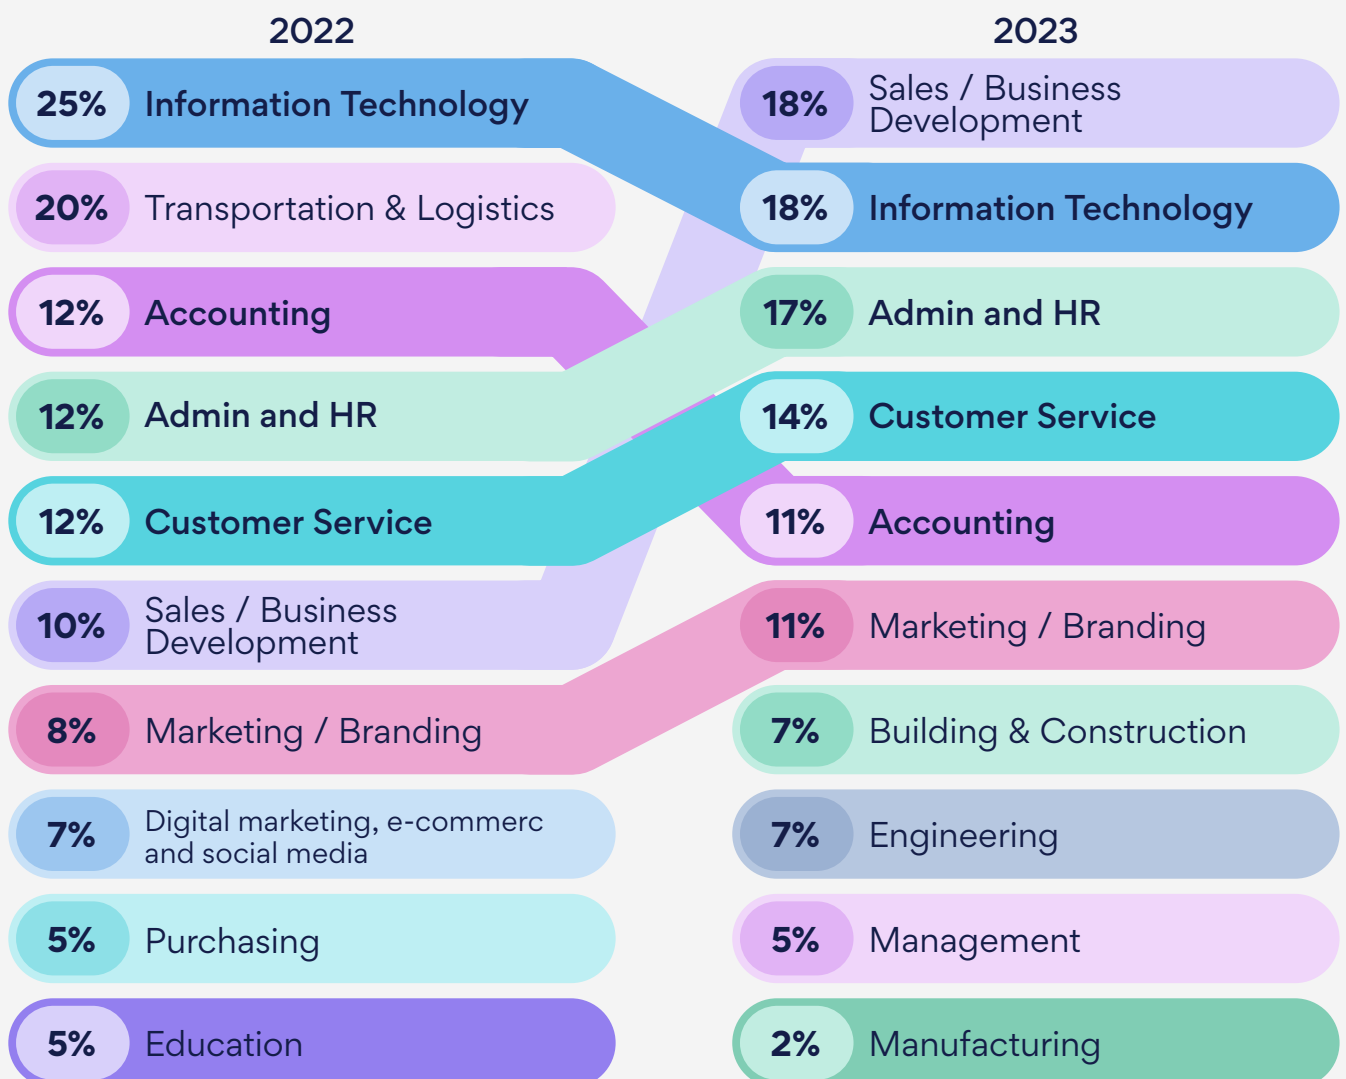 2022
25% Information Technology
20% Transportation & Logistics
12% Accounting
12% Admin and HR
12% Customer Service
10% Sales / Business
Development
8% Marketing / Branding
7% Digital marketing, e-commerc
and social media
5% Purchasing
5% Education
2023
18% Sales / Business
Development
18% Information Technology
17% Admin and HR
14% Customer Service
11% Accounting
11% Marketing / Branding
7% Building & Construction
7% Engineering
5% Management
2% Manufacturing